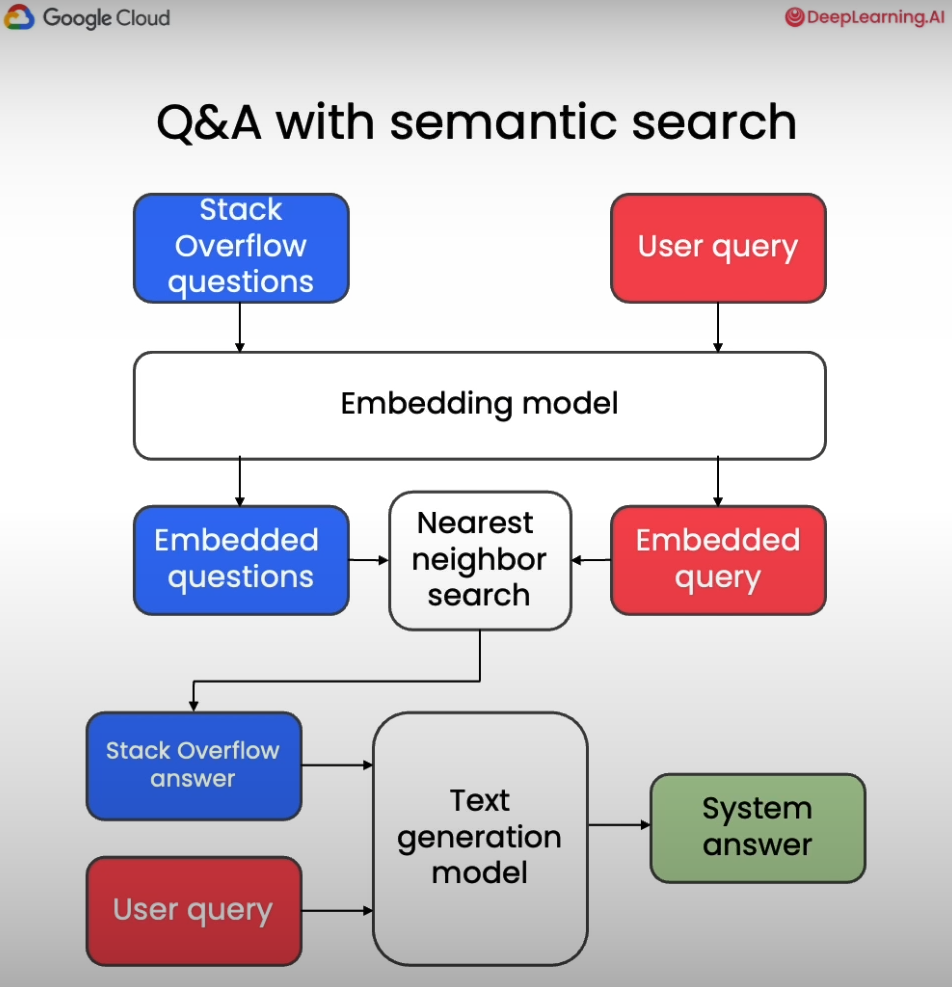 Google Cloud
DeepLearning.AI
Q&A with semantic search
Stack
Overflow
questions
User query
Embedding model
Embedded
questions
Nearest
neighbor
search
Embedded
query
Stack Overflow
answer
User query
Text
generation
model
System
answer